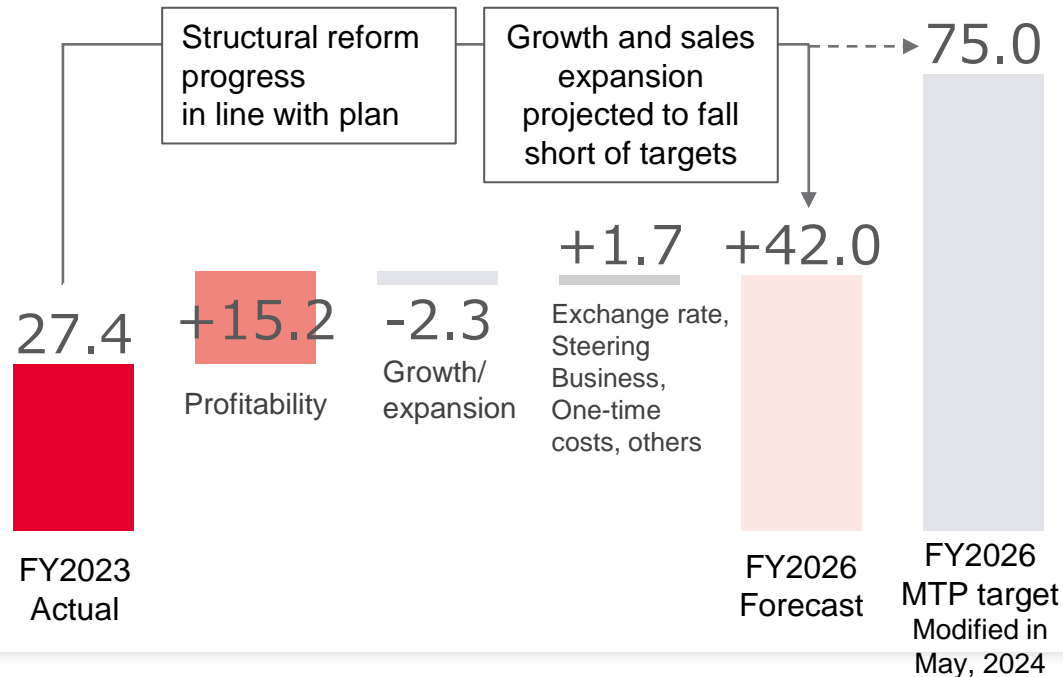 Structural reform
progress
in line with plan
Growth and sales
expansion
projected to fall
short of targets
75.0
27.4
+15.2
-2.3
+1.7
+42.0
Profitability
Growth/
expansion
Exchange rate,
Steering
Business,
One-time
costs, others
FY2023
Actual
FY2026
Forecast
FY2026
MTP target
Modified in
May, 2024